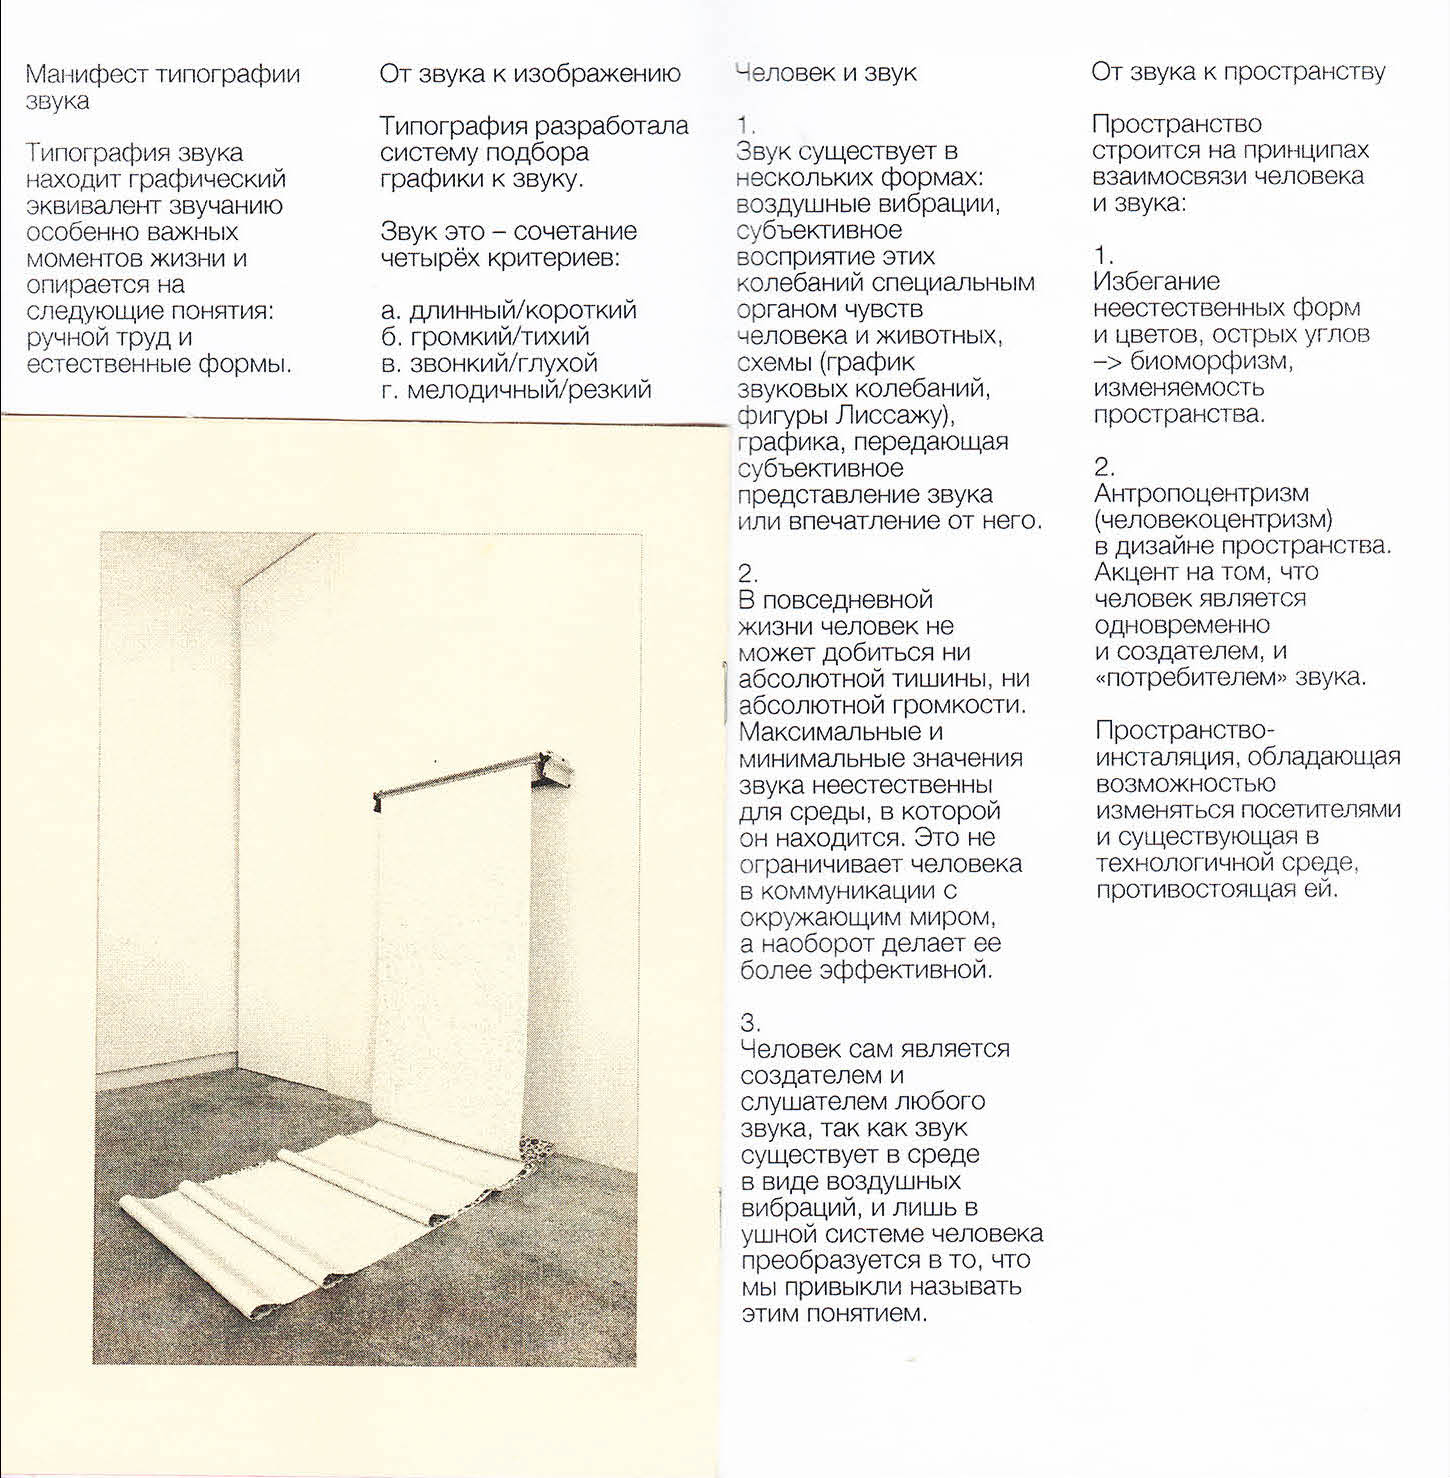 Манифест типографии
звука
Типография звука
находит графический
эквивалент звучанию
особенно важных
моментов жизни и
опирается на
следующие понятия:
ручной труд и
естественные формы.
От звука к изображению
Типография разработала
систему подбора
графики к звуку.
Звук это – сочетание
четырёх критериев:
а. длинный/короткий
б. громкий/тихий
в. звонкий/глухой
г. мелодичный/резкий
Человек и звук
1.
Звук существует в
нескольких формах:
воздушные вибрации,
субъективное
восприятие этих
колебаний специальным
органом чувств
человека и животных,
схемы (график
звуковых колебаний,
фигуры Лиссажу),
графика, передающая
субъективное
представление звука
или впечатление от него.
2.
В повседневной
жизни человек не
может добиться ни
абсолютной тишины, ни
абсолютной громкости.
Максимальные и
минимальные значения
звука неестественны
для среды, в которой
он находится. Это не
ограничивает человека
в коммуникации с
окружающим миром,
а наоборот делает ее
более эффективной.
3.
Человек сам является
создателем и
слушателем любого
звука, так как звук
существует в среде
в виде воздушных
вибраций, и лишь в
ушной системе человека
преобразуется в то, что
мы привыкли называть
этим понятием.
От звука к пространству
Пространство
строится на принципах
взаимосвязи человека
и звука:
1.
Избегание
неестественных форм
и цветов, острых углов
–> биоморфизм,
изменяемость
пространства.
2.
Антропоцентризм
(человекоцентризм)
в дизайне пространства.
Акцент на том, что
человек является
одновременно
и создателем, и
«потребителем» звука.
Пространство-
инсталяция, обладающая
возможностью
изменяться посетителями
и существующая в
технологичной среде,
противостоящая ей.